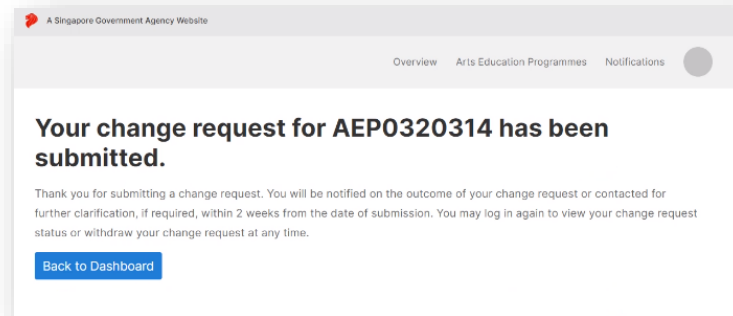 A Singapore Government Agency Website
Overview Arts Education Programmes Notifications
Your change request for AEP0320314 has been
submitted.
Thank you for submitting a change request. You will be notified on the outcome of your change request or contacted for
further clarification, if required, within 2 weeks from the date of submission. You may log in again to view your change request
status or withdraw your change request at any time.
Back to Dashboard